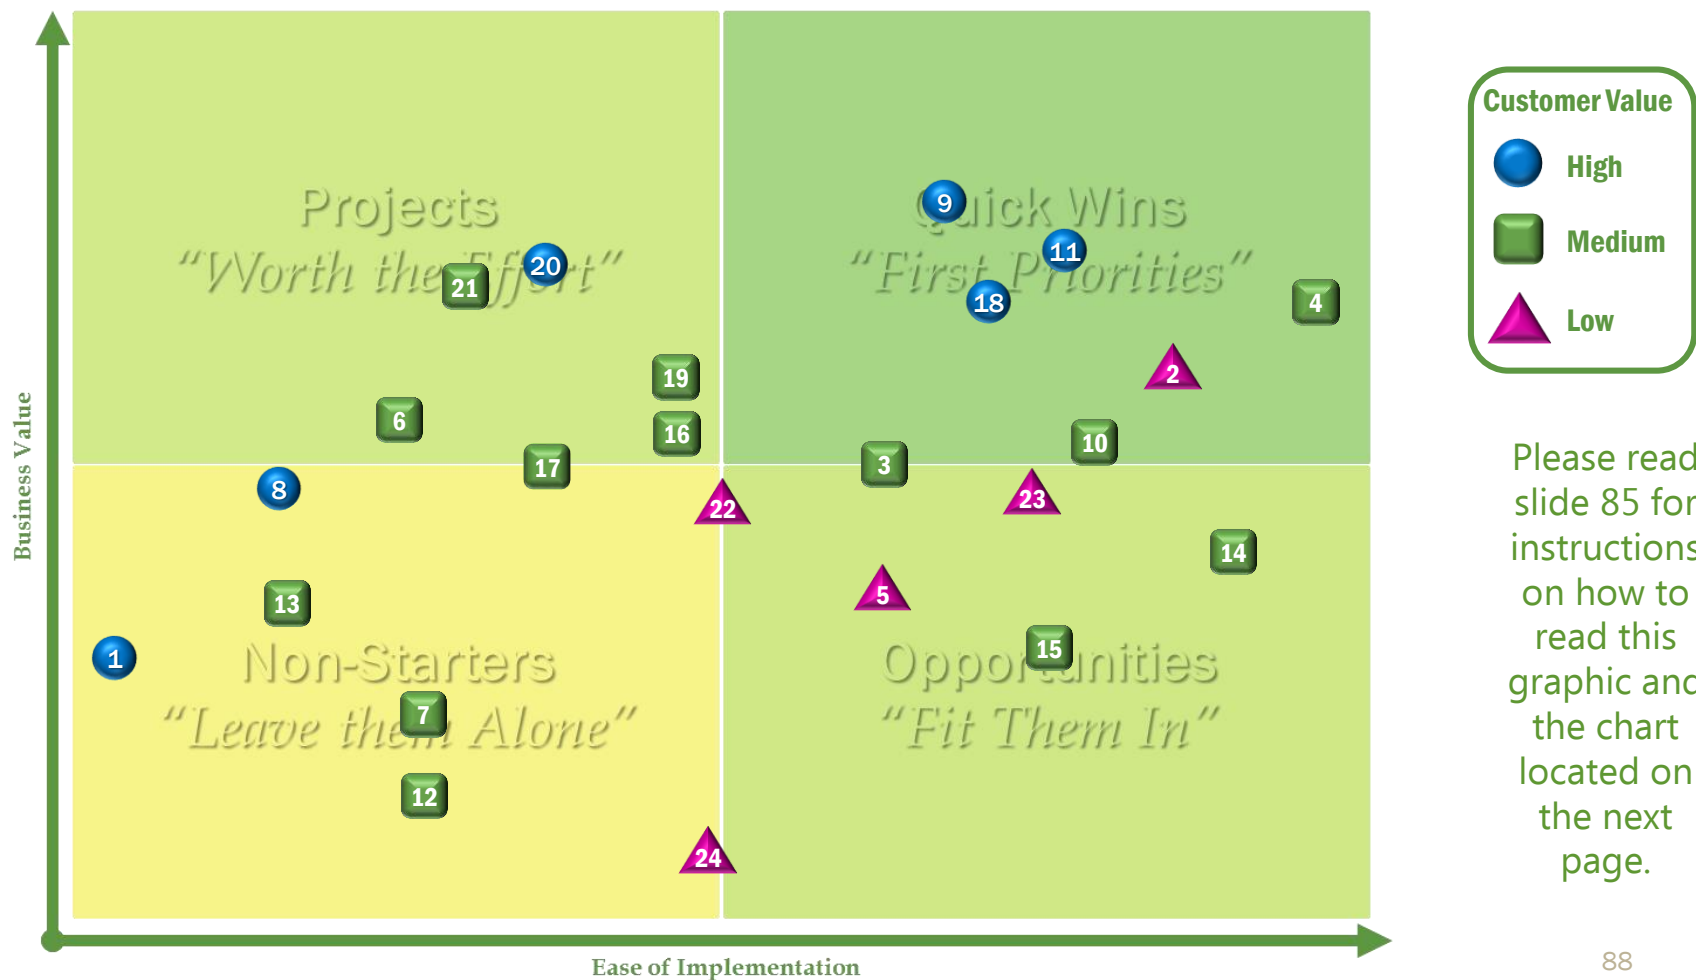 Customer Value
High
Medium
Low
Projects
"Worth the Effort"
Quick Wins
"First Priorities"
9
20
11
21
18
4
2
19
6
16
10
17
3
8
22
23
14
5
13
15
1
Non-Starters
"Leave them Alone"
Opportunities
"Fit Them In"
7
12
24
Business Value
Ease of Implementation
Please read
slide 85 for
instructions
on how to
read this
graphic and
the chart
located on
the next
page.
88